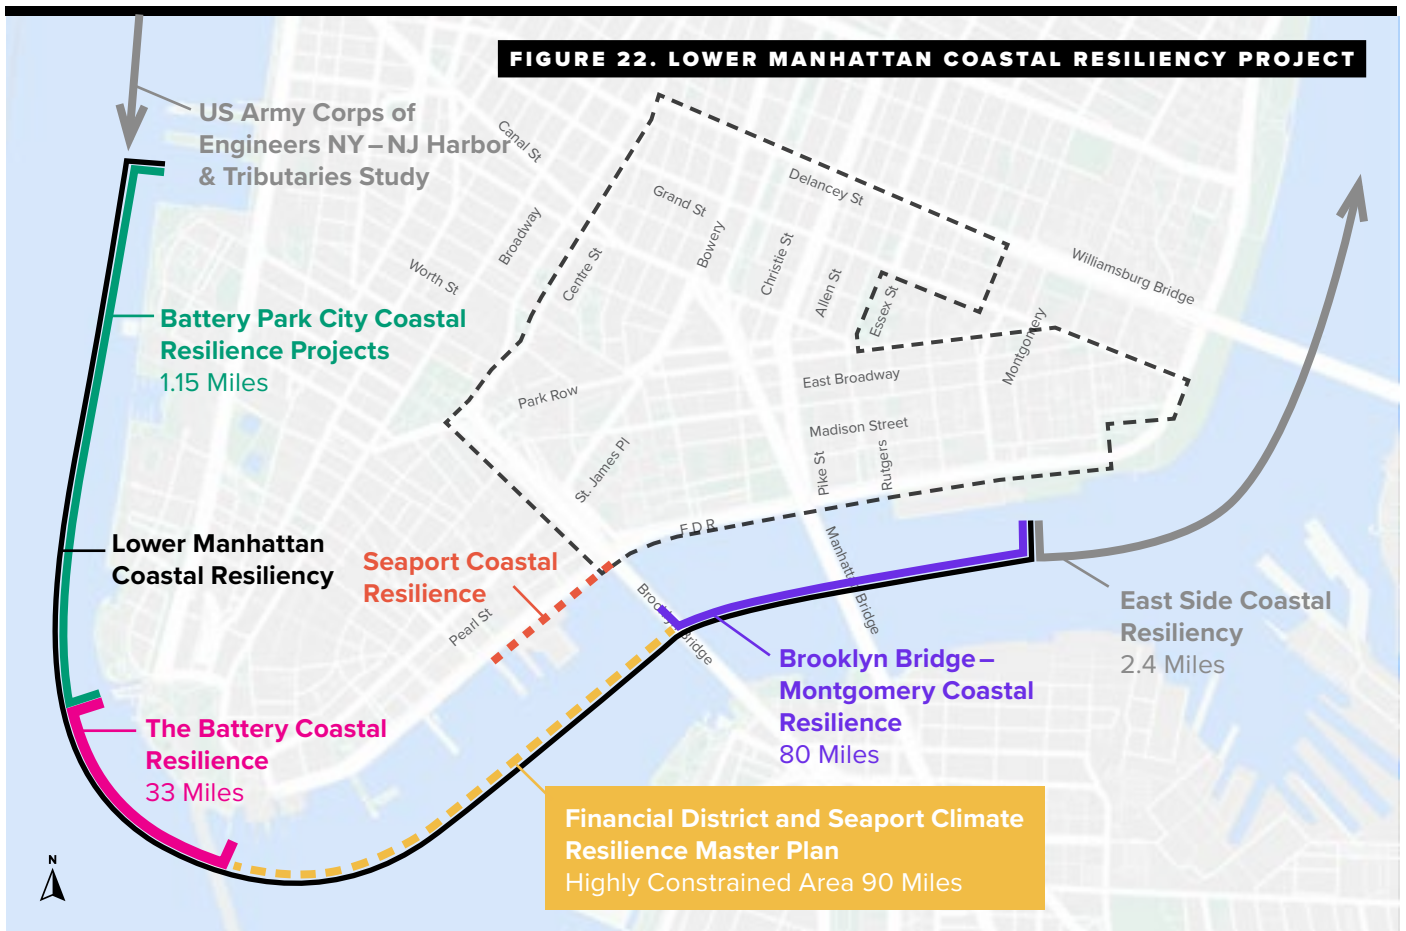 FIGURE 22. LOWER MANHATTAN COASTAL RESILIENCY PROJECT
US Army Corps of
Engineers NY – NJ Harbor
& Tributaries Study
Canal St
Delancey St
Grand St
Broadway
Bowery
Christie St
Centre St
Worth St
Allen St
Essex St
Williamsburg Bridge
Montgomery
Battery Park City Coastal
Resilience Projects
1.15 Miles
East Broadway
Park Row
Madison Street
St. James Pl
Pike St
Rutgers
F D R
Manhattan Bridge
Lower Manhattan
Coastal Resiliency
Seaport Coastal
Resilience
Pearl St
Brooklyn Bridge
East Side Coastal
Resiliency
2.4 Miles
Brooklyn Bridge –
Montgomery Coastal
Resilience
80 Miles
The Battery Coastal
Resilience
33 Miles
Financial District and Seaport Climate
Resilience Master Plan
Highly Constrained Area 90 Miles
N